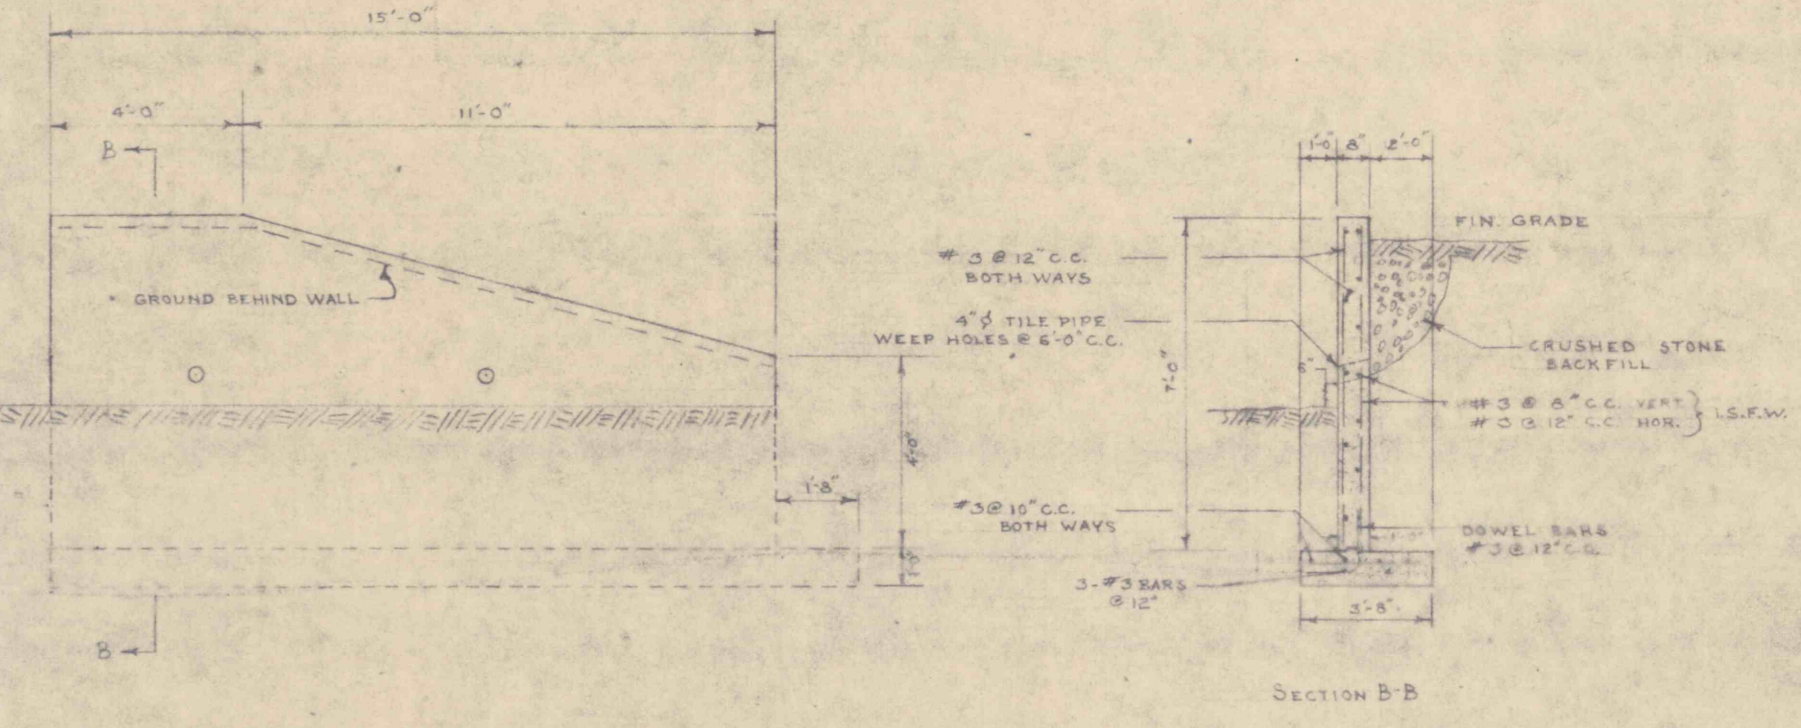 15'-0"
4'-0"
11'-0"
B
GROUND BEHIND WALL
4'-0"
1'-8"
1'-0"
B
1'-0" 8" 2'-0"
FIN. GRADE
# 3 @ 12" C.C.
BOTH WAYS
4" ∅ TILE PIPE
WEEP HOLES @ 6'-0" C.C.
7'-0"
6"
CRUSHED STONE
BACKFILL
# 3 @ 8" C.C. VERT.
# 3 @ 12" C.C. HOR.
I.S.F.W.
#3 @ 10" C.C.
BOTH WAYS
DOWEL BARS
# 3 @ 12" C.C.
3-#3 BARS
@ 12"
3'-8"
SECTION B-B